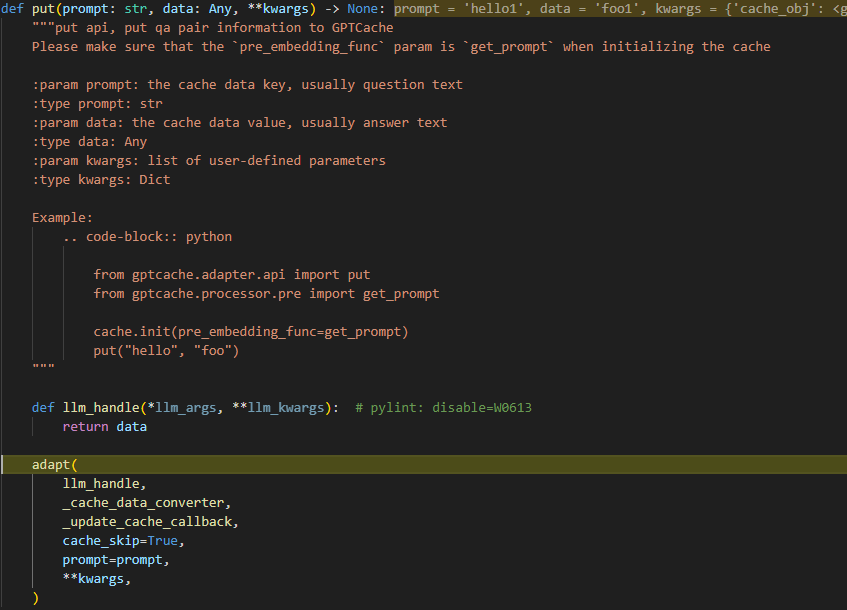 def put(prompt: str, data: Any, **kwargs) -> None: prompt = 'hello1', data = 'foo1', kwargs = {'cache_obj': <g
"""put api, put qa pair information to GPTCache
Please make sure that the `pre_embedding_func` param is `get_prompt` when initializing the cache
:param prompt: the cache data key, usually question text
:type prompt: str
:param data: the cache data value, usually answer text
:type data: Any
:param kwargs: list of user-defined parameters
:type kwargs: Dict
Example:
.. code-block:: python
from gptcache.adapter.api import put
from gptcache.processor.pre import get_prompt
cache.init(pre_embedding_func=get_prompt)
put("hello", "foo")
"""
def llm_handle(*llm_args, **llm_kwargs):  # pylint: disable=W0613
return data
adapt(
llm_handle,
_cache_data_converter,
_update_cache_callback,
cache_skip=True,
prompt=prompt,
**kwargs,
)